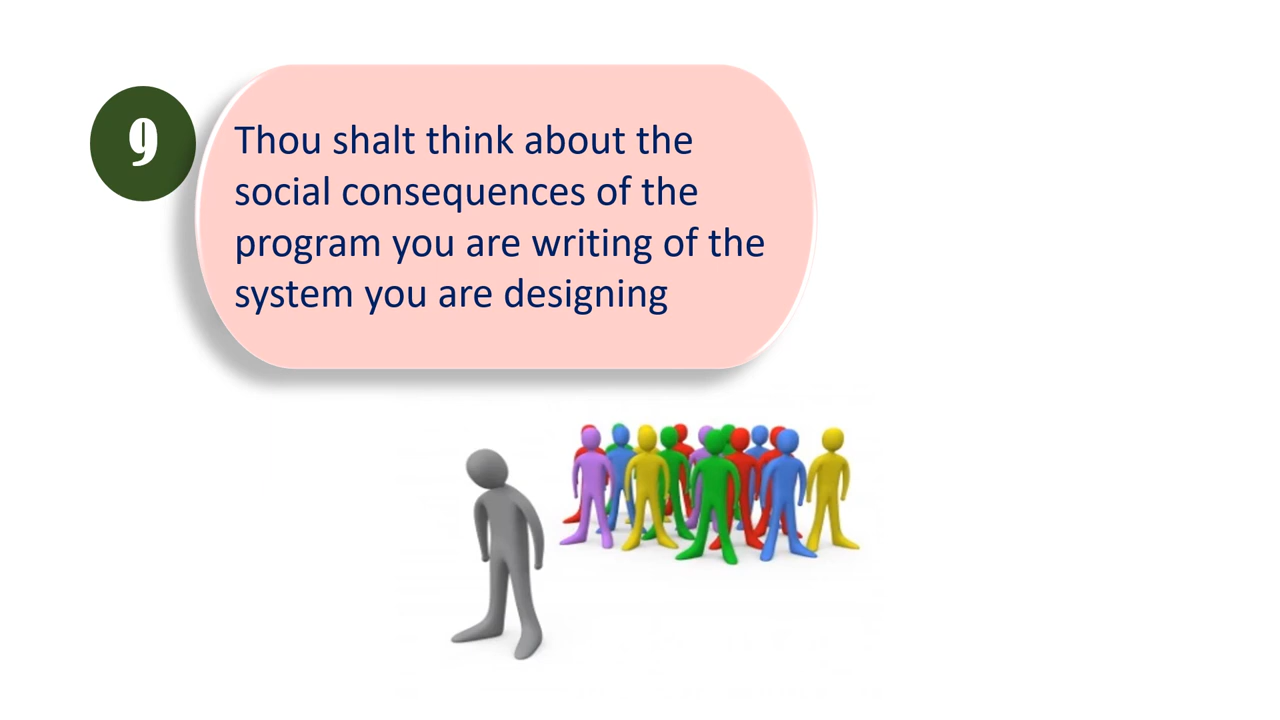 9
Thou shalt think about the
social consequences of the
program you are writing of the
system you are designing